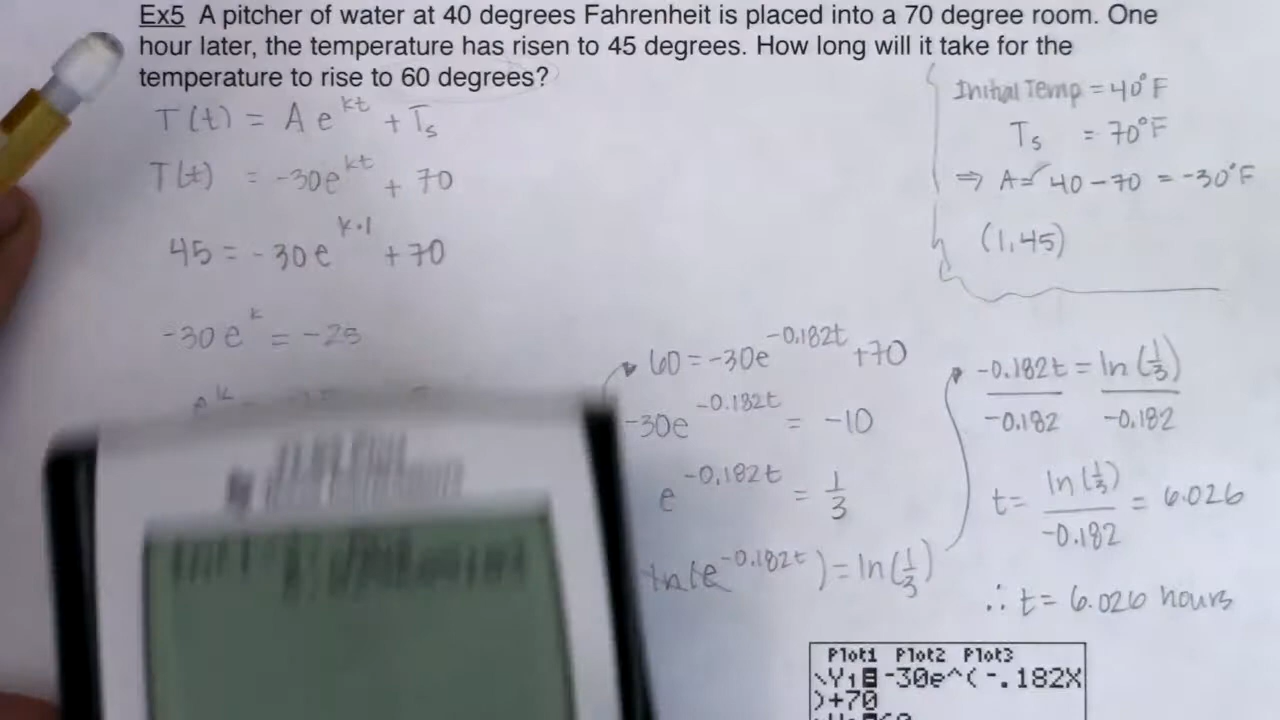 Ex5 A pitcher of water at 40 degrees Fahrenheit is placed into a 70 degree room. One
hour later, the temperature has risen to 45 degrees. How long will it take for the
temperature to rise to 60 degrees?
T(t) = Ae^{kt} + T_s
T(t) = -30e^{kt} + 70
45 = -30e^{k·1} + 70
-30e^k = -25
Initial Temp = 40°F
T_s = 70°F
⇒ A = 40-70 = -30°F
(1,45)
60 = -30e^{-0.182t} +70
-30e^{-0.182t} = -10
e^{-0.182t} = 1/3
ln(e^{-0.182t}) = ln(1/3)
-0.182t = ln(1/3)
-0.182 -0.182
t= ln(1/3)/-0.182 = 6.026
∴ t= 6.026 hours
Plot1 Plot2 Plot3
\Y1=-30e^(-.182X
)+70